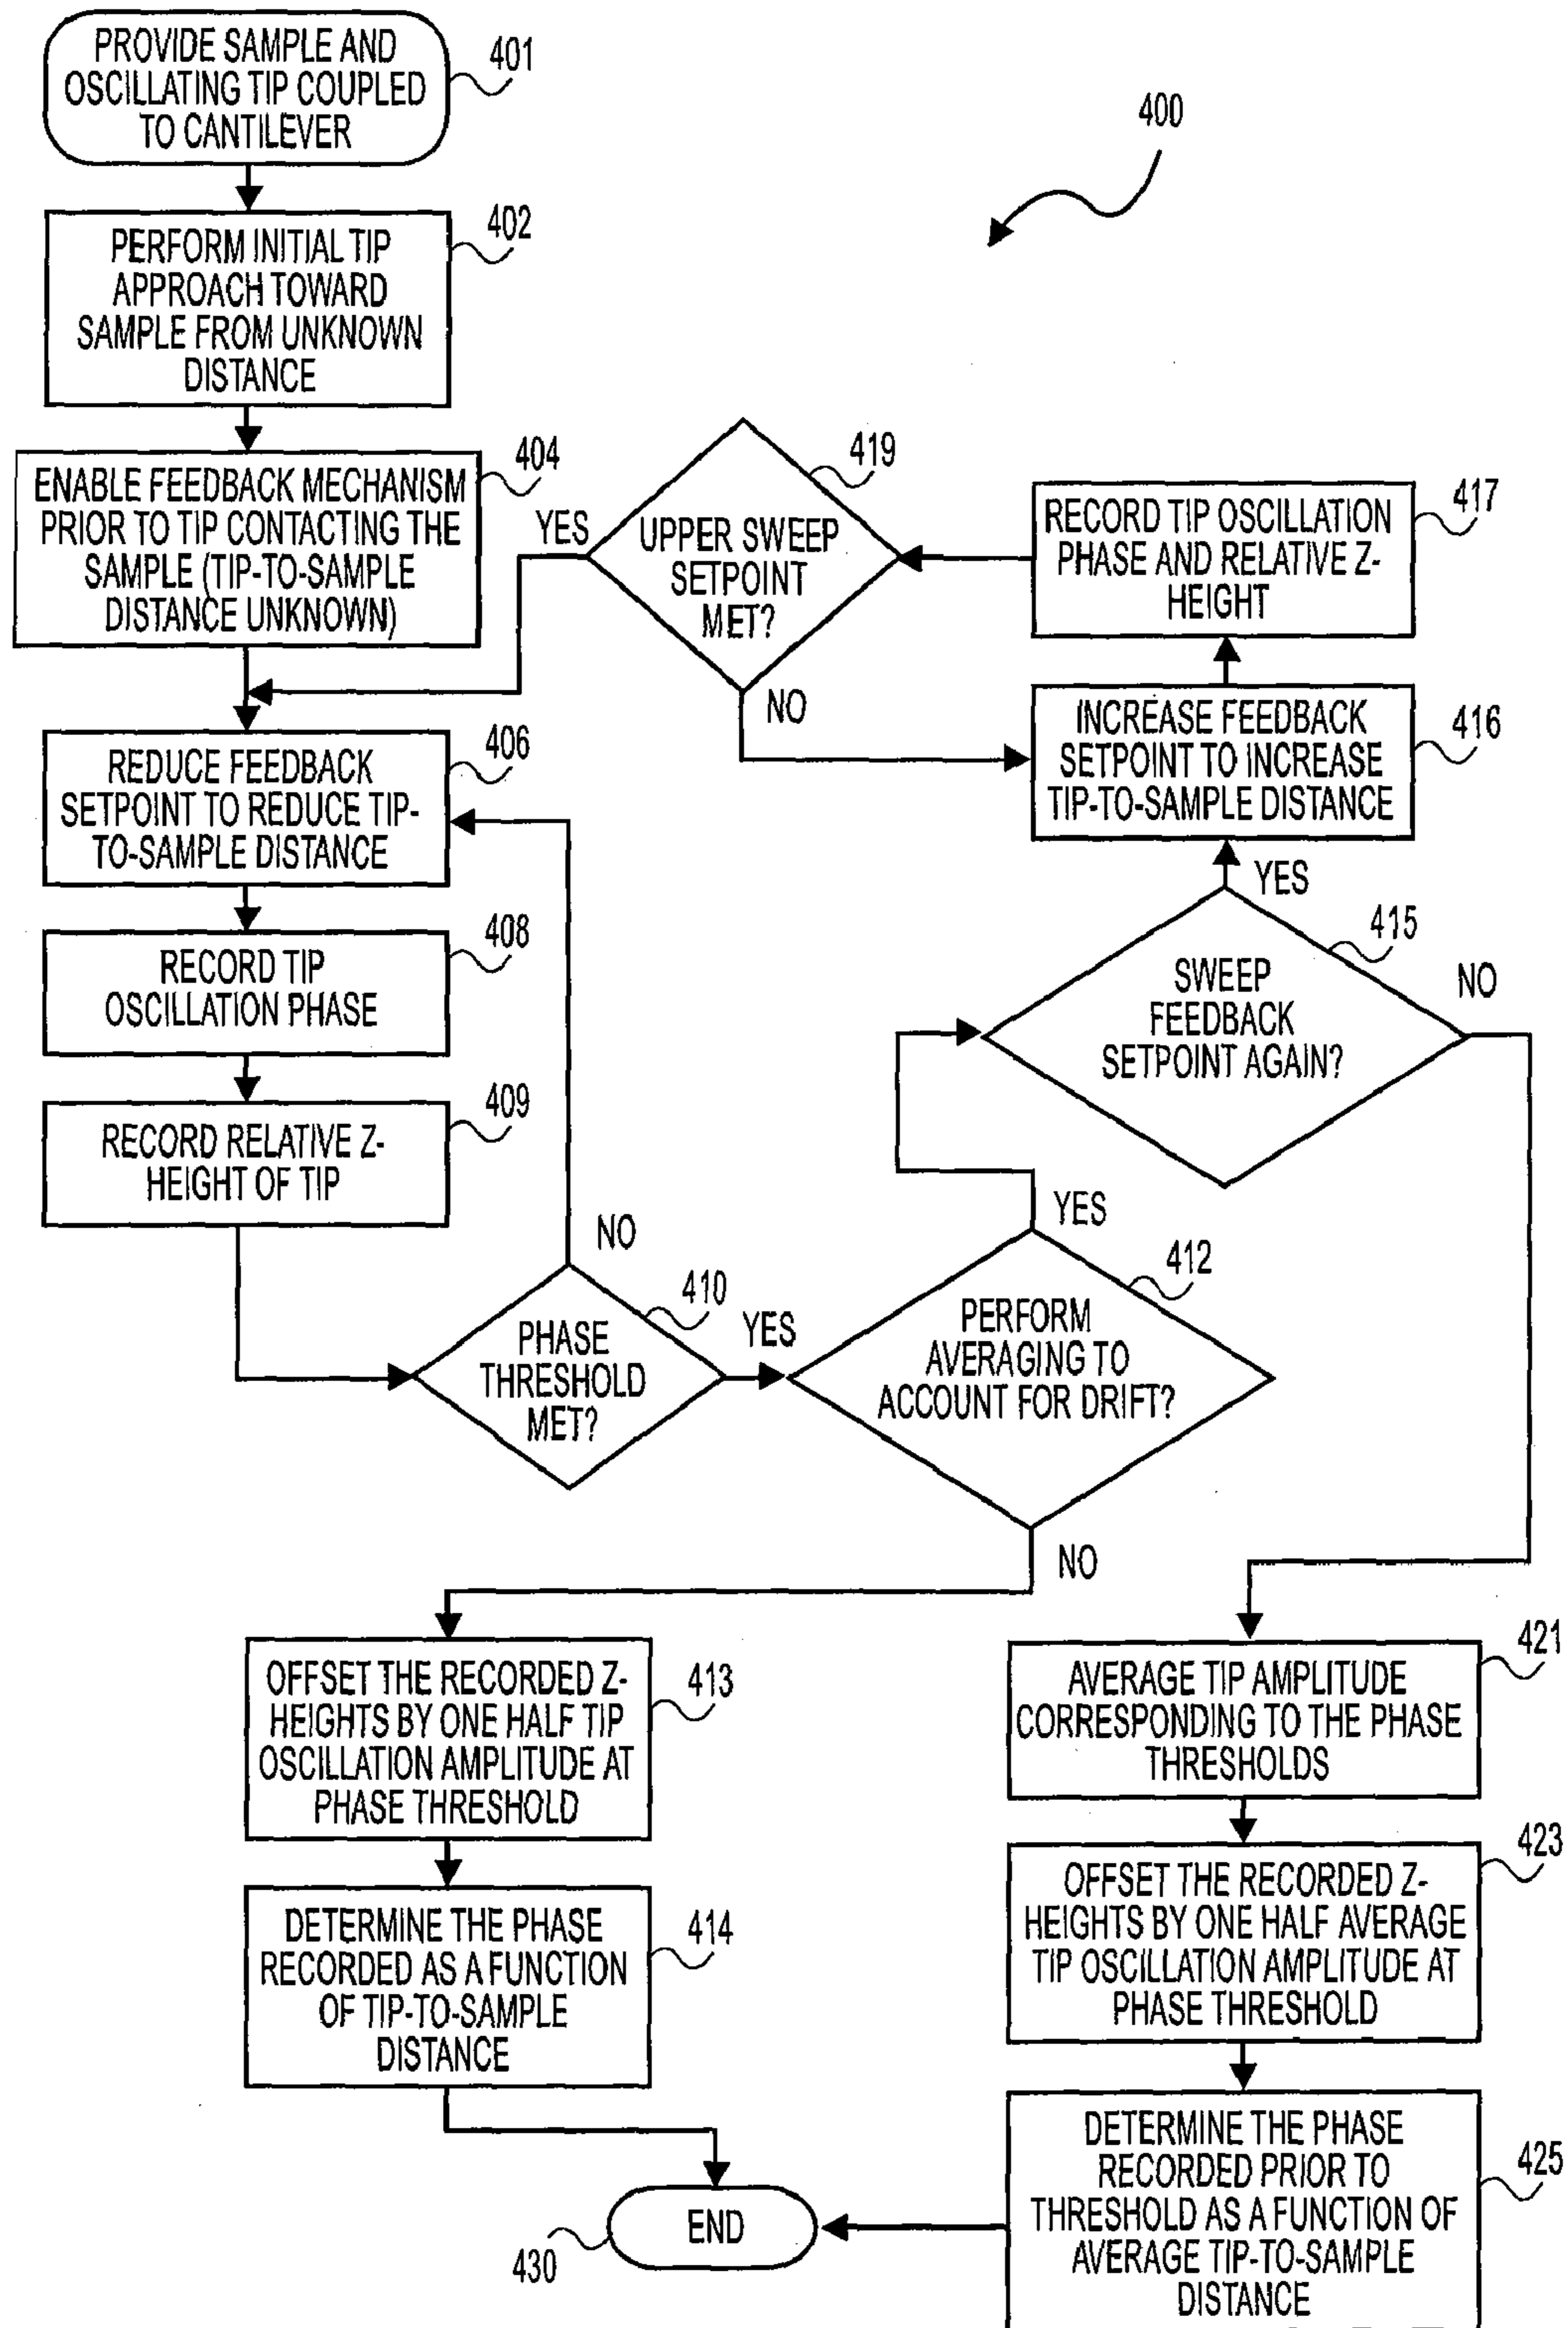 PROVIDE SAMPLE AND
OSCILLATING TIP COUPLED
TO CANTILEVER
401
400
PERFORM INITIAL TIP
APPROACH TOWARD
SAMPLE FROM UNKNOWN
DISTANCE
402
ENABLE FEEDBACK MECHANISM
PRIOR TO TIP CONTACTING THE
SAMPLE (TIP-TO-SAMPLE
DISTANCE UNKNOWN)
404
YES
UPPER SWEEP
SETPOINT
MET?
419
NO
RECORD TIP OSCILLATION
PHASE AND RELATIVE Z-
HEIGHT
417
REDUCE FEEDBACK
SETPOINT TO REDUCE TIP-
TO-SAMPLE DISTANCE
406
INCREASE FEEDBACK
SETPOINT TO INCREASE
TIP-TO-SAMPLE DISTANCE
416
YES
RECORD TIP
OSCILLATION PHASE
408
SWEEP
FEEDBACK
SETPOINT AGAIN?
415
NO
RECORD RELATIVE Z-
HEIGHT OF TIP
409
NO
PHASE
THRESHOLD
MET?
410
YES
YES
PERFORM
AVERAGING TO
ACCOUNT FOR DRIFT?
412
NO
OFFSET THE RECORDED Z-
HEIGHTS BY ONE HALF TIP
OSCILLATION AMPLITUDE AT
PHASE THRESHOLD
413
AVERAGE TIP AMPLITUDE
CORRESPONDING TO THE PHASE
THRESHOLDS
421
DETERMINE THE PHASE
RECORDED AS A FUNCTION
OF TIP-TO-SAMPLE
DISTANCE
414
OFFSET THE RECORDED Z-
HEIGHTS BY ONE HALF AVERAGE
TIP OSCILLATION AMPLITUDE AT
PHASE THRESHOLD
423
DETERMINE THE PHASE
RECORDED PRIOR TO
THRESHOLD AS A FUNCTION OF
AVERAGE TIP-TO-SAMPLE
DISTANCE
425
END
430